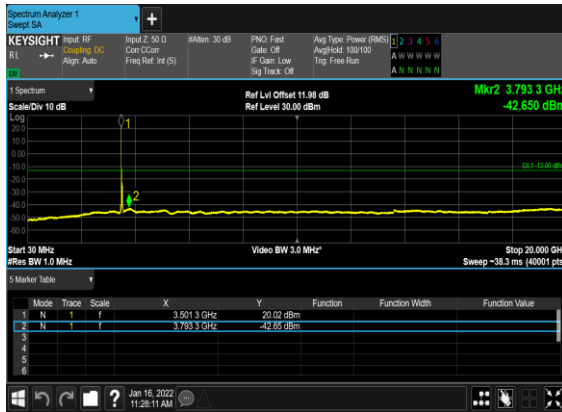 Spectrum Analyzer 1
Swept SA
+
KEYSIGHT Input: RF Input Z: 50 Ω #Atten: 30 dB PNO: Fast Avg Type: Power (RMS) 1 2 3 4 5 6
RL Coupling: DC Corr CCorr Gate: Off Avg|Hold: 100/100 A W W W W W
Align: Auto Freq Ref: Int (S) IF Gain: Low Trig: Free Run
Sig Track: Off A N N N N N
1 Spectrum Ref Lvl Offset 11.98 dB Mkr2 3.793 3 GHz
Scale/Div 10 dB Ref Level 30.00 dBm -42.650 dBm
Log
20.0
10.0
0.00
-10.0
-20.0
-30.0
-40.0
-50.0
-60.0
1
DL1 -13.00 dBm
2
Start 30 MHz Video BW 3.0 MHz* Stop 20.000 GHz
#Res BW 1.0 MHz Sweep ~38.3 ms (40001 pts)
5 Marker Table
Mode Trace Scale X Y Function Function Width Function Value
1 N 1 f 3.501 3 GHz 20.02 dBm
2 N 1 f 3.793 3 GHz -42.65 dBm
3
4
5
6
? Jan 16, 2022
11:28:11 AM